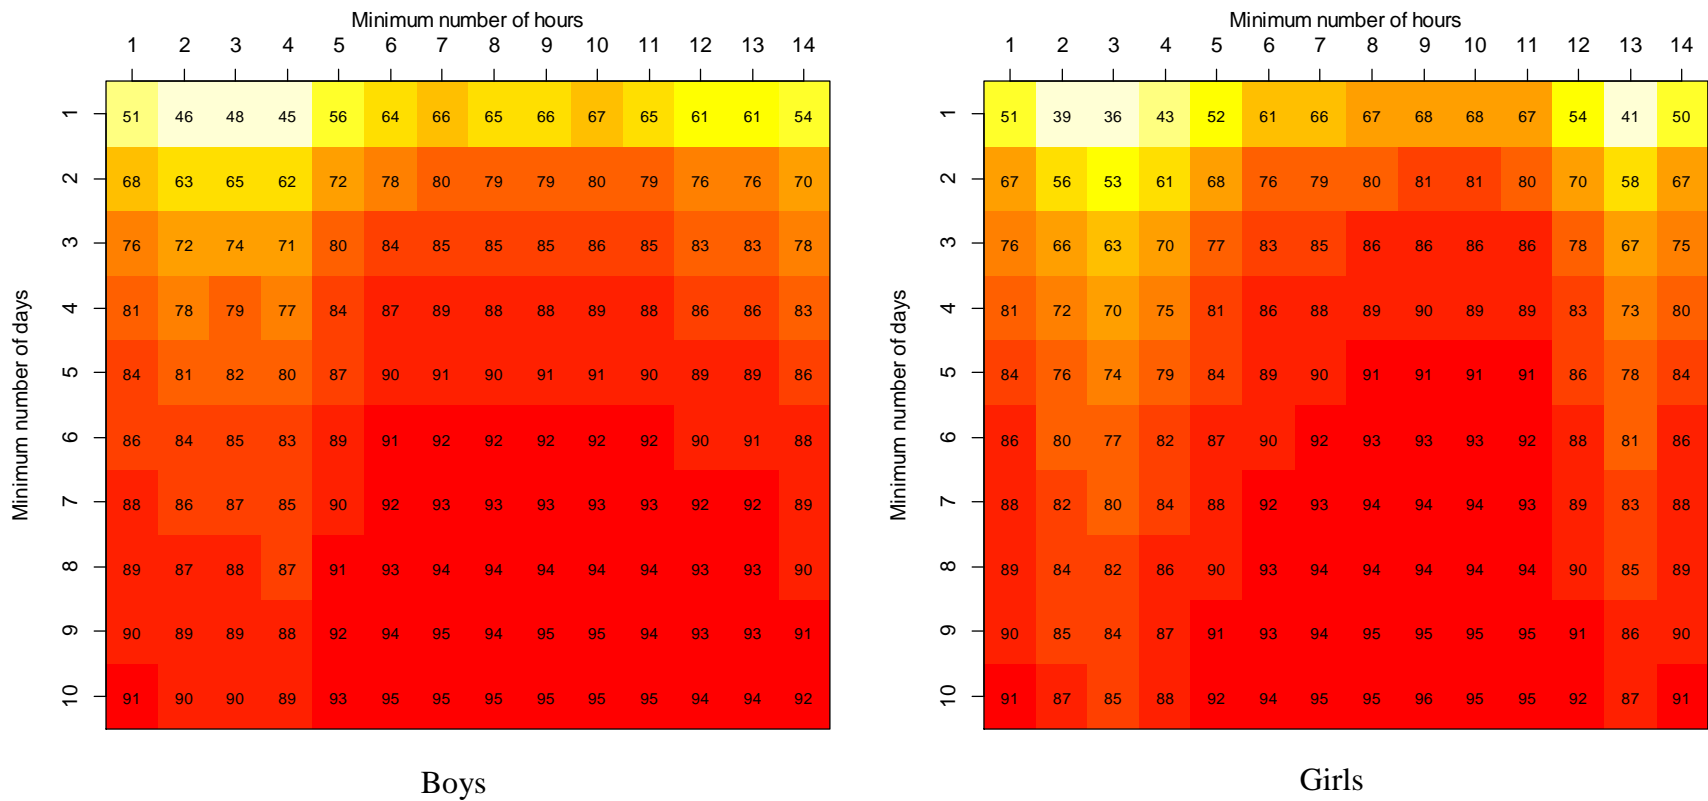 Minimum number of hours
1 2 3 4 5 6 7 8 9 10 11 12 13 14
Minimum number of days
1 51 46 48 45 56 64 66 65 66 67 65 61 61 54
2 68 63 65 62 72 78 80 79 79 80 79 76 76 70
3 76 72 74 71 80 84 85 85 85 86 85 83 83 78
4 81 78 79 77 84 87 89 88 88 89 88 86 86 83
5 84 81 82 80 87 90 91 90 91 91 90 89 89 86
6 86 84 85 83 89 91 92 92 92 92 92 90 91 88
7 88 86 87 85 90 92 93 93 93 93 93 92 92 89
8 89 87 88 87 91 93 94 94 94 94 94 93 93 90
9 90 89 89 88 92 94 95 94 95 95 94 93 93 91
10 91 90 90 89 93 95 95 95 95 95 95 94 94 92
Boys
Minimum number of hours
1 2 3 4 5 6 7 8 9 10 11 12 13 14
Minimum number of days
1 51 39 36 43 52 61 66 67 68 68 67 54 41 50
2 67 56 53 61 68 76 79 80 81 81 80 70 58 67
3 76 66 63 70 77 83 85 86 86 86 86 78 67 75
4 81 72 70 75 81 86 88 89 90 89 89 83 73 80
5 84 76 74 79 84 89 90 91 91 91 91 86 78 84
6 86 80 77 82 87 90 92 93 93 93 92 88 81 86
7 88 82 80 84 88 92 93 94 94 94 93 89 83 88
8 89 84 82 86 90 93 94 94 94 94 94 90 85 89
9 90 85 84 87 91 93 94 95 95 95 95 91 86 90
10 91 87 85 88 92 94 95 95 96 95 95 92 87 91
Girls